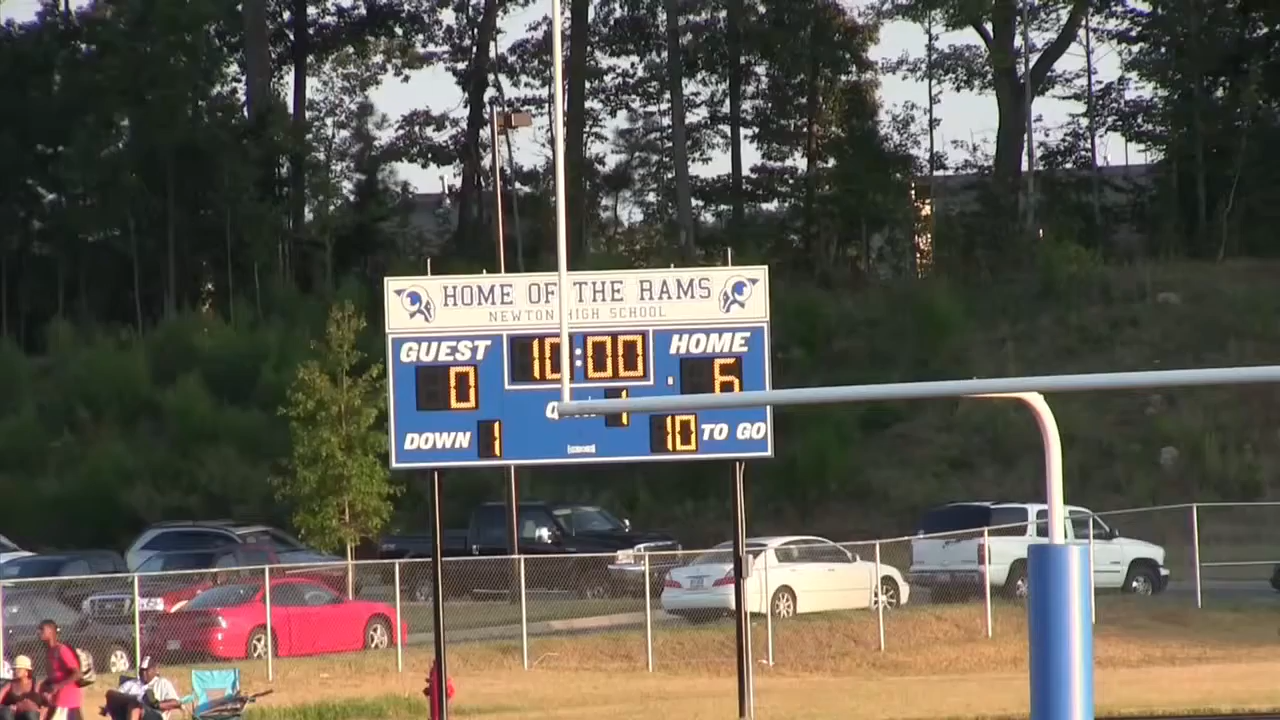 HOME OF THE RAMS
NEWTON HIGH SCHOOL
GUEST 10:00 HOME
0 6
1
DOWN 1 10 TO GO